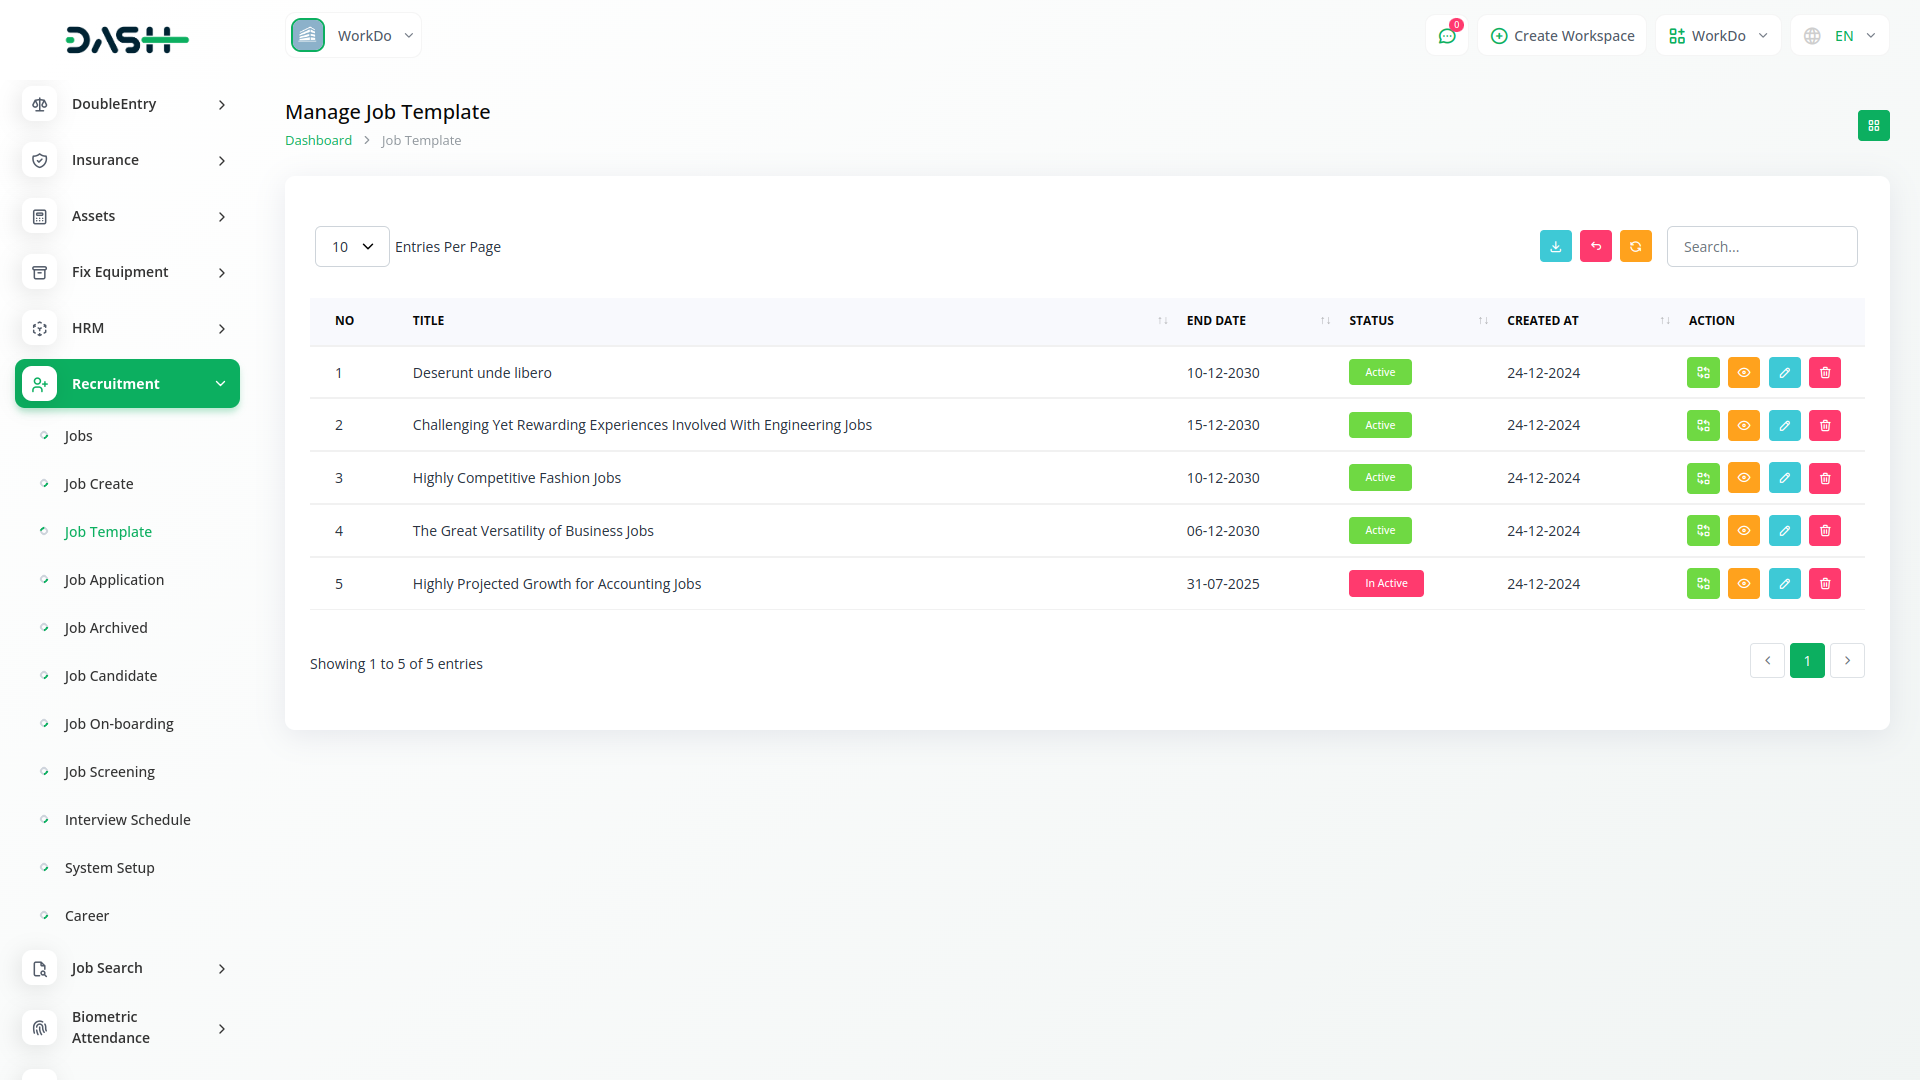 DASH
WorkDo
0
Create Workspace
WorkDo
EN
DoubleEntry
Insurance
Assets
Fix Equipment
HRM
Recruitment
Jobs
Job Create
Job Template
Job Application
Job Archived
Job Candidate
Job On-boarding
Job Screening
Interview Schedule
System Setup
Career
Job Search
Biometric
Attendance
Manage Job Template
Dashboard > Job Template
10 Entries Per Page
Search...
NO TITLE ↑↓ END DATE ↑↓ STATUS ↑↓ CREATED AT ↑↓ ACTION
1 Deserunt unde libero 10-12-2030 Active 24-12-2024
2 Challenging Yet Rewarding Experiences Involved With Engineering Jobs 15-12-2030 Active 24-12-2024
3 Highly Competitive Fashion Jobs 10-12-2030 Active 24-12-2024
4 The Great Versatility of Business Jobs 06-12-2030 Active 24-12-2024
5 Highly Projected Growth for Accounting Jobs 31-07-2025 In Active 24-12-2024
Showing 1 to 5 of 5 entries
‹ 1 ›